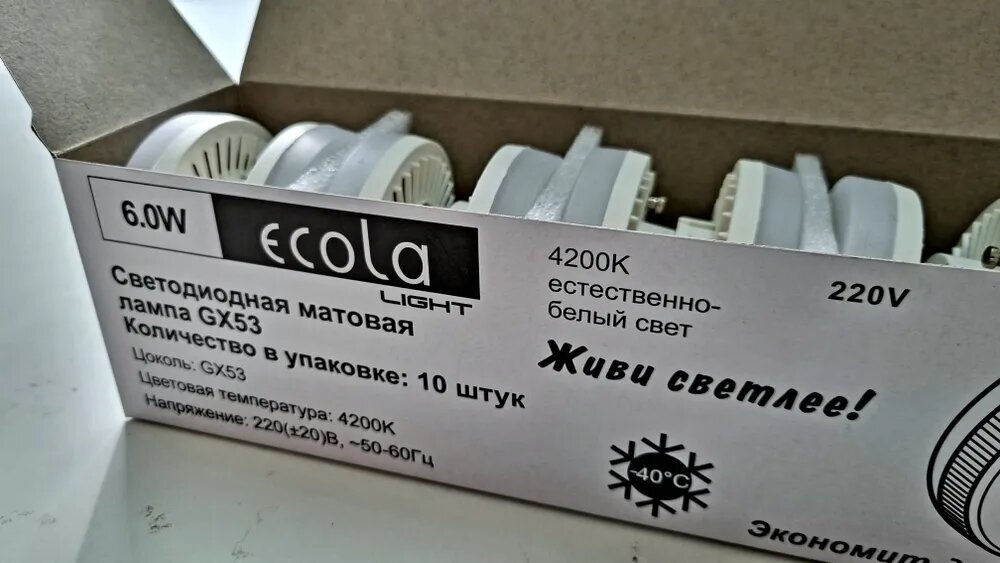 6.0W
ecola
LIGHT
Светодиодная матовая
лампа GX53
Количество в упаковке: 10 штук
Цоколь: GX53
Цветовая температура: 4200K
Напряжение: 220(±20)В, ~50-60Гц
4200K
естественно-
белый свет
220V
Живи светлее!
-40°C
Экономит